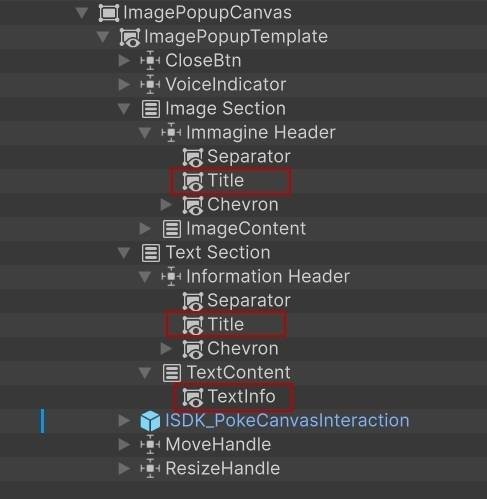 ImagePopupCanvas
ImagePopupTemplate
CloseBtn
VoiceIndicator
Image Section
Immagine Header
Separator
Title
Chevron
ImageContent
Text Section
Information Header
Separator
Title
Chevron
TextContent
TextInfo
ISDK_PokeCanvasInteraction
MoveHandle
ResizeHandle